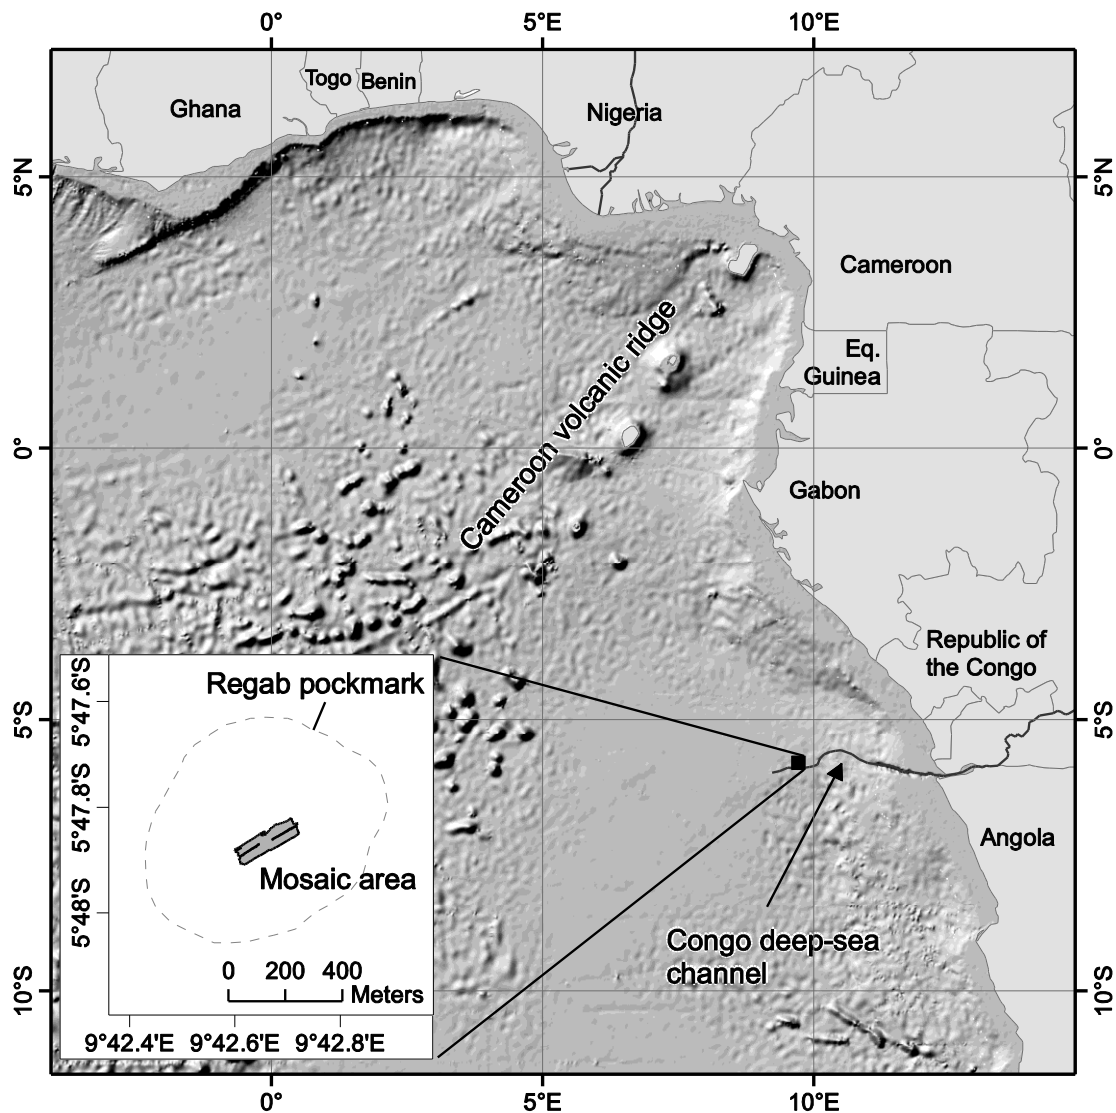 0°
5°E
10°E
Togo
Benin
Ghana
Nigeria
5°N
5°N
Cameroon
Cameroon volcanic ridge
Eq.
Guinea
0°
0°
Gabon
Republic of
the Congo
5°S
5°S
Regab pockmark
5°47.6'S
5°47.8'S
5°48'S
Mosaic area
0 200 400
Meters
9°42.4'E
9°42.6'E
9°42.8'E
Angola
Congo deep-sea
channel
10°S
10°S
0°
5°E
10°E